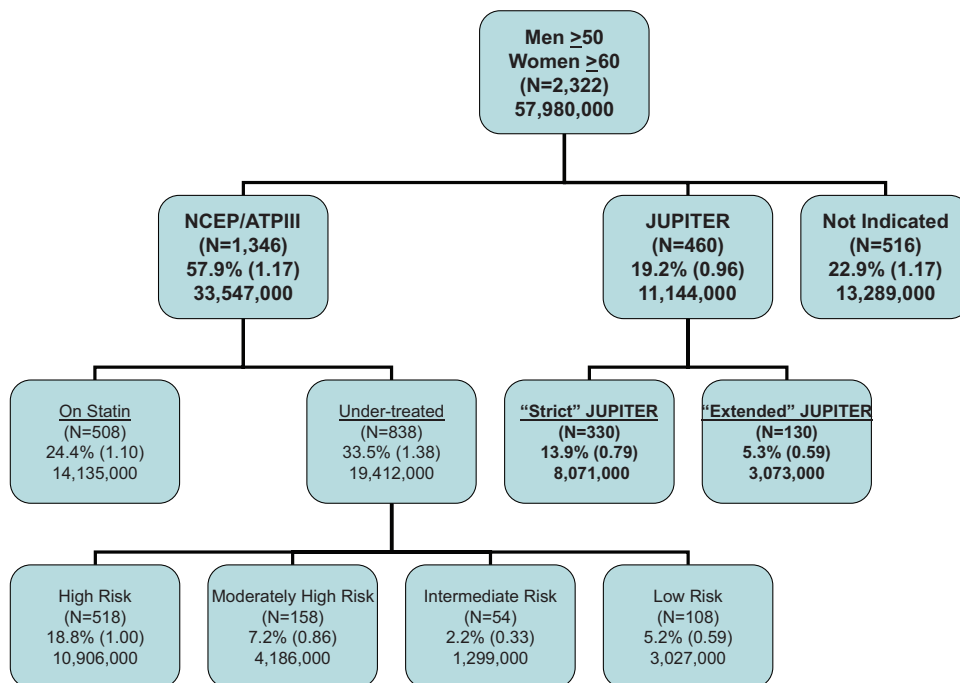 Men ≥50
Women ≥60
(N=2,322)
57,980,000
NCEP/ATPIII
(N=1,346)
57.9% (1.17)
33,547,000
JUPITER
(N=460)
19.2% (0.96)
11,144,000
Not Indicated
(N=516)
22.9% (1.17)
13,289,000
On Statin
(N=508)
24.4% (1.10)
14,135,000
Under-treated
(N=838)
33.5% (1.38)
19,412,000
“Strict” JUPITER
(N=330)
13.9% (0.79)
8,071,000
“Extended” JUPITER
(N=130)
5.3% (0.59)
3,073,000
High Risk
(N=518)
18.8% (1.00)
10,906,000
Moderately High Risk
(N=158)
7.2% (0.86)
4,186,000
Intermediate Risk
(N=54)
2.2% (0.33)
1,299,000
Low Risk
(N=108)
5.2% (0.59)
3,027,000